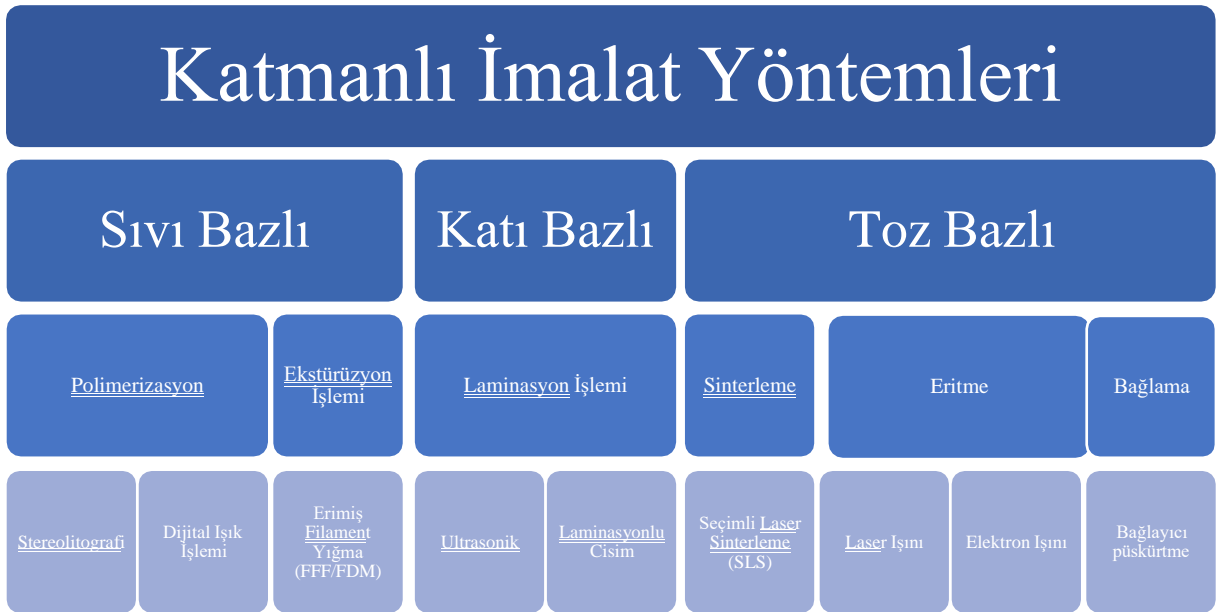 Katmanlı İmalat Yöntemleri
Sıvı Bazlı
Katı Bazlı
Toz Bazlı
Polimerizasyon
Ekstürüzyon
İşlemi
Laminasyon İşlemi
Sinterleme
Eritme
Bağlama
Stereolitografi
Dijital Işık
İşlemi
Erimiş
Filament
Yığma
(FFF/FDM)
Ultrasonik
Laminasyonlu
Cisim
Seçimli Laser
Sinterleme
(SLS)
Laser Işını
Elektron Işını
Bağlayıcı
püskürtme